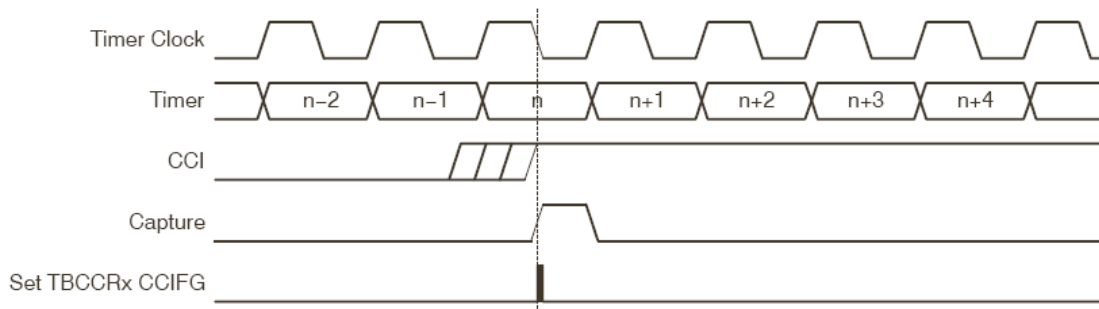 Timer Clock
Timer n−2 n−1 n n+1 n+2 n+3 n+4
CCI
Capture
Set TBCCRx CCIFG